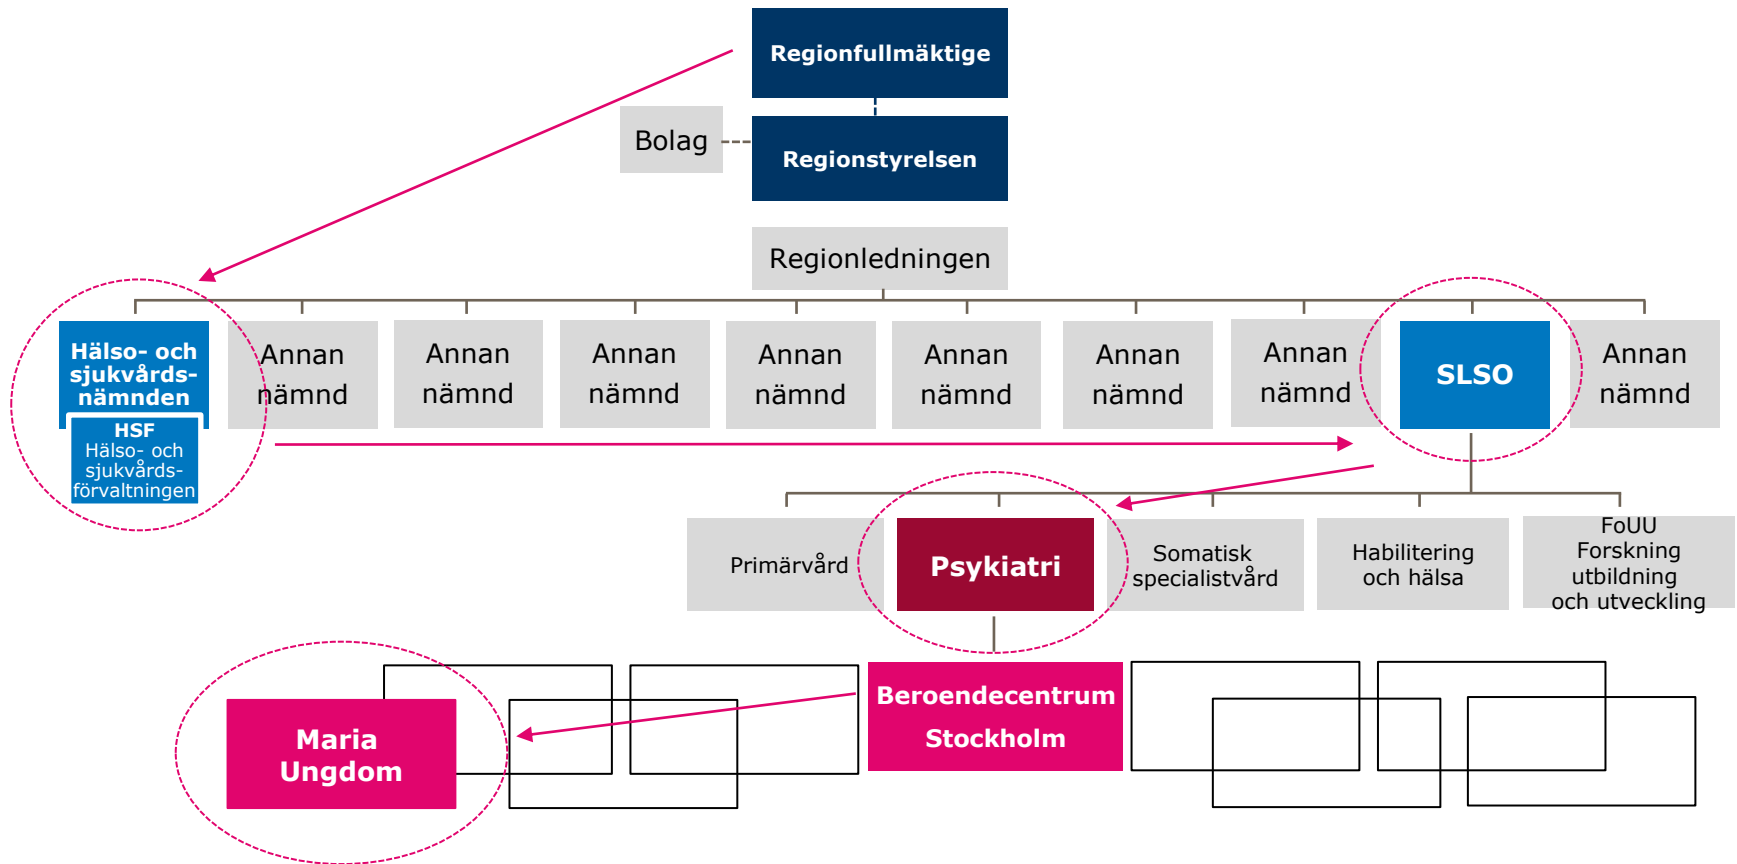 Regionfullmäktige
Bolag
Regionstyrelsen
Regionledningen
Hälso- och
sjukvårds-
nämnden
HSF
Hälso- och
sjukvårds-
förvaltningen
Annan
nämnd
Annan
nämnd
Annan
nämnd
Annan
nämnd
Annan
nämnd
Annan
nämnd
Annan
nämnd
SLSO
Annan
nämnd
Primärvård
Psykiatri
Somatisk
specialistvård
Habilitering
och hälsa
FoUU
Forskning
utbildning
och utveckling
Maria
Ungdom
Beroendecentrum
Stockholm